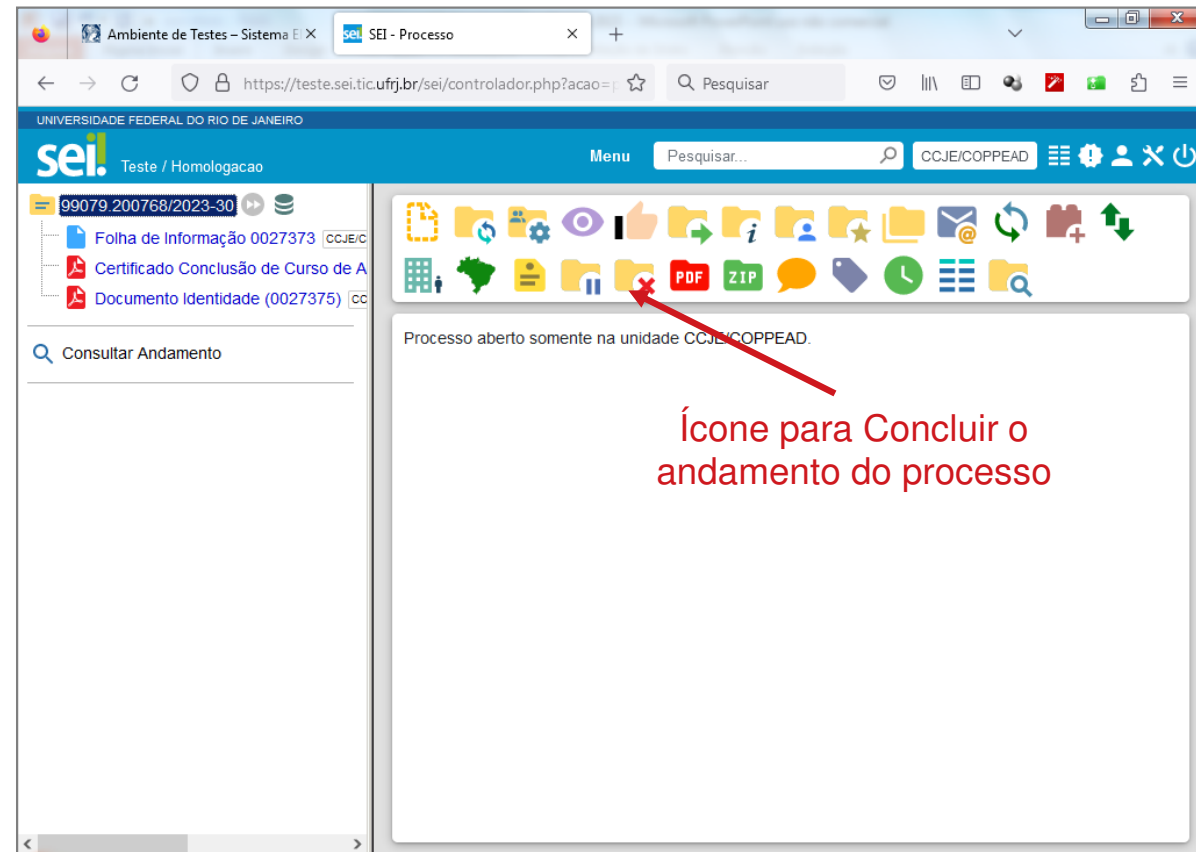 Ambiente de Testes – Sistema E
sei! SEI - Processo
https://teste.sei.tic.ufrj.br/sei/controlador.php?acao=p
Pesquisar
UNIVERSIDADE FEDERAL DO RIO DE JANEIRO
sei! Teste / Homologacao
Menu
Pesquisar...
CCJE/COPPEAD
99079.200768/2023-30
Folha de Informação 0027373 CCJE/C
Certificado Conclusão de Curso de A
Documento Identidade (0027375) CC
Consultar Andamento
PDF ZIP
Processo aberto somente na unidade CCJE/COPPEAD.
Ícone para Concluir o
andamento do processo